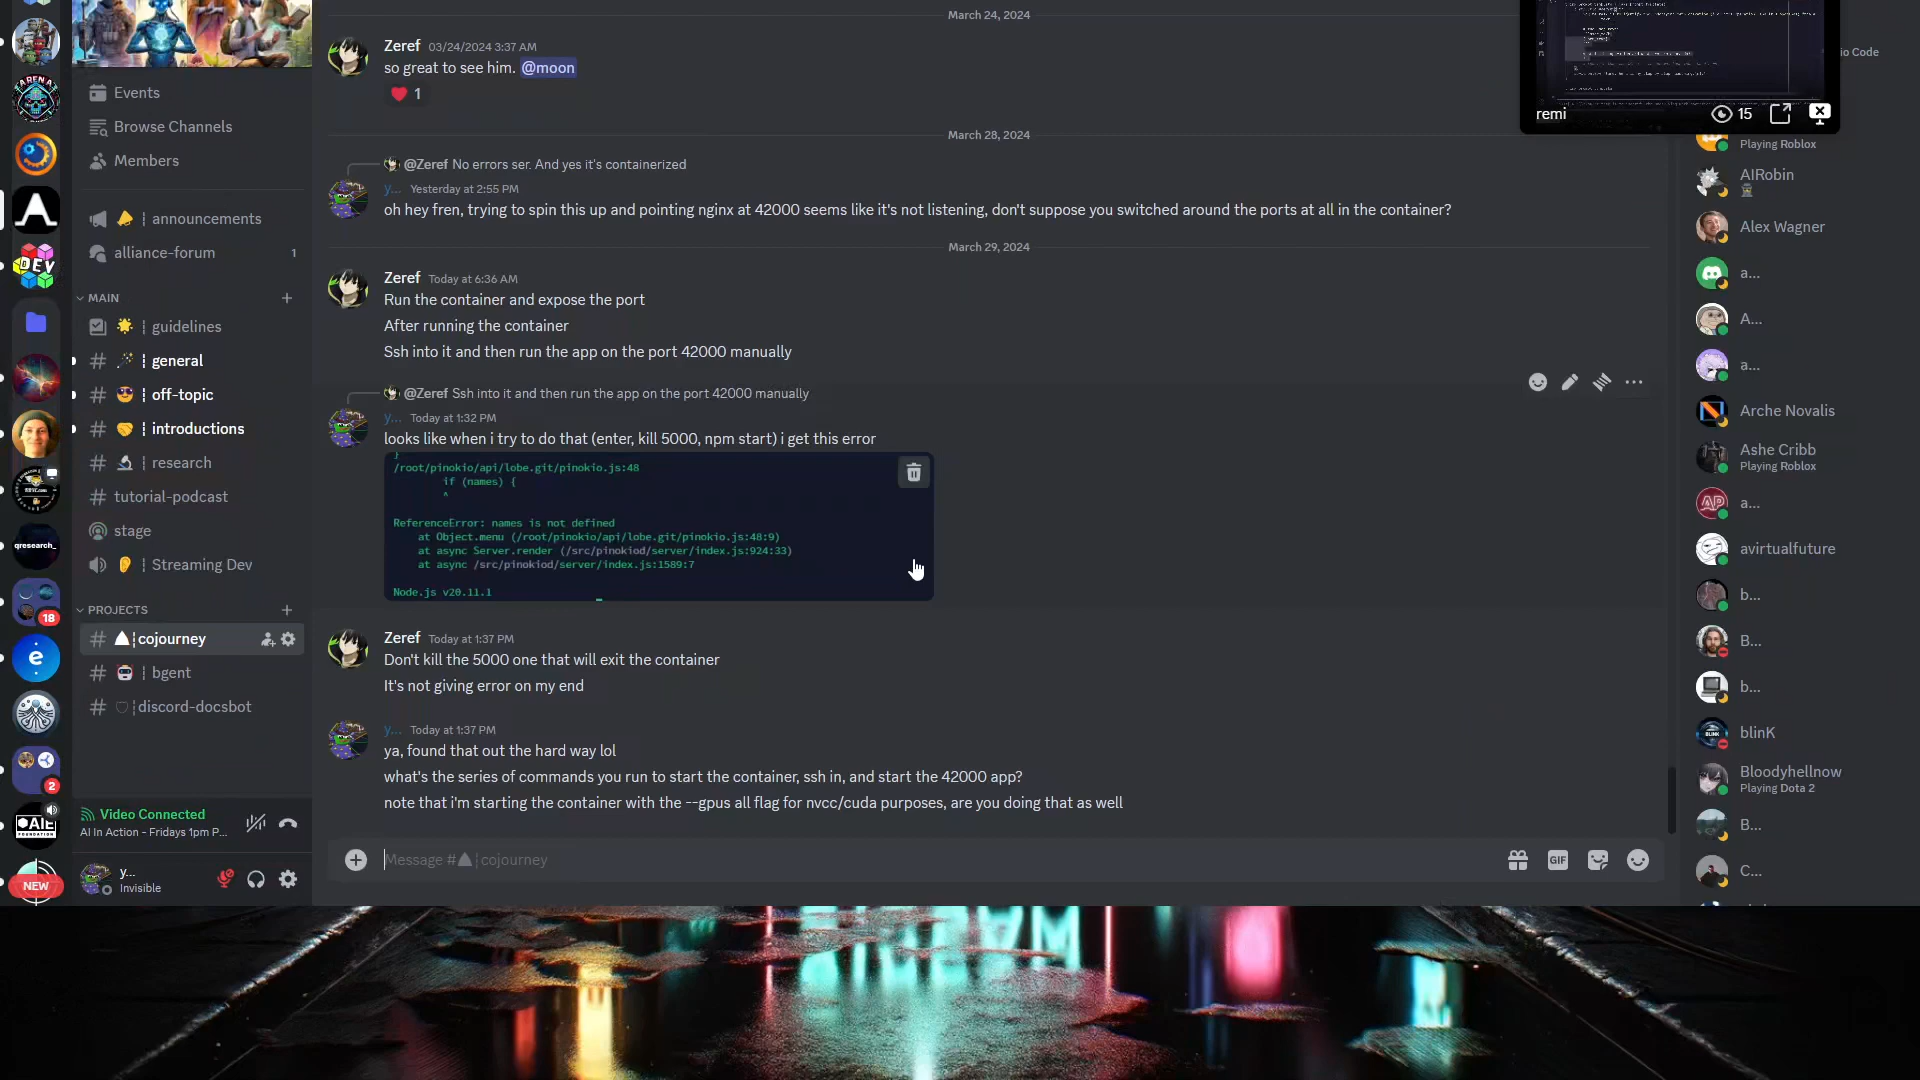 Events
Browse Channels
Members
announcements
alliance-forum 1
MAIN
guidelines
general
off-topic
introductions
research
tutorial-podcast
stage
Streaming Dev
PROJECTS
cojourney
bgent
discord-docsbot
Video Connected
AI In Action - Fridays 1pm P...
y...
Invisible
DEV
qresearch_
18
e
2
AIE
FOUNDATION
NEW
March 24, 2024
Zeref 03/24/2024 3:37 AM
so great to see him. @moon
1
March 28, 2024
@Zeref No errors ser. And yes it's containerized
y... Yesterday at 2:55 PM
oh hey fren, trying to spin this up and pointing nginx at 42000 seems like it's not listening, don't suppose you switched around the ports at all in the container?
March 29, 2024
Zeref Today at 6:36 AM
Run the container and expose the port
After running the container
Ssh into it and then run the app on the port 42000 manually
@Zeref Ssh into it and then run the app on the port 42000 manually
y... Today at 1:32 PM
looks like when i try to do that (enter, kill 5000, npm start) i get this error
}
/root/pinokio/api/lobe.git/pinokio.js:48
if (names) {
^
ReferenceError: names is not defined
at Object.menu (/root/pinokio/api/lobe.git/pinokio.js:48:9)
at async Server.render (/src/pinokiod/server/index.js:924:33)
at async /src/pinokiod/server/index.js:1589:7
Node.js v20.11.1
Zeref Today at 1:37 PM
Don't kill the 5000 one that will exit the container
It's not giving error on my end
y... Today at 1:37 PM
ya, found that out the hard way lol
what's the series of commands you run to start the container, ssh in, and start the 42000 app?
note that i'm starting the container with the --gpus all flag for nvcc/cuda purposes, are you doing that as well
Message #cojourney
GIF
remi
15
io Code
Playing Roblox
AIRobin
Alex Wagner
a...
A...
a...
Arche Novalis
Ashe Cribb
Playing Roblox
AP
a...
avirtualfuture
b...
B...
b...
BLINK
blinK
Bloodyhellnow
Playing Dota 2
B...
C...